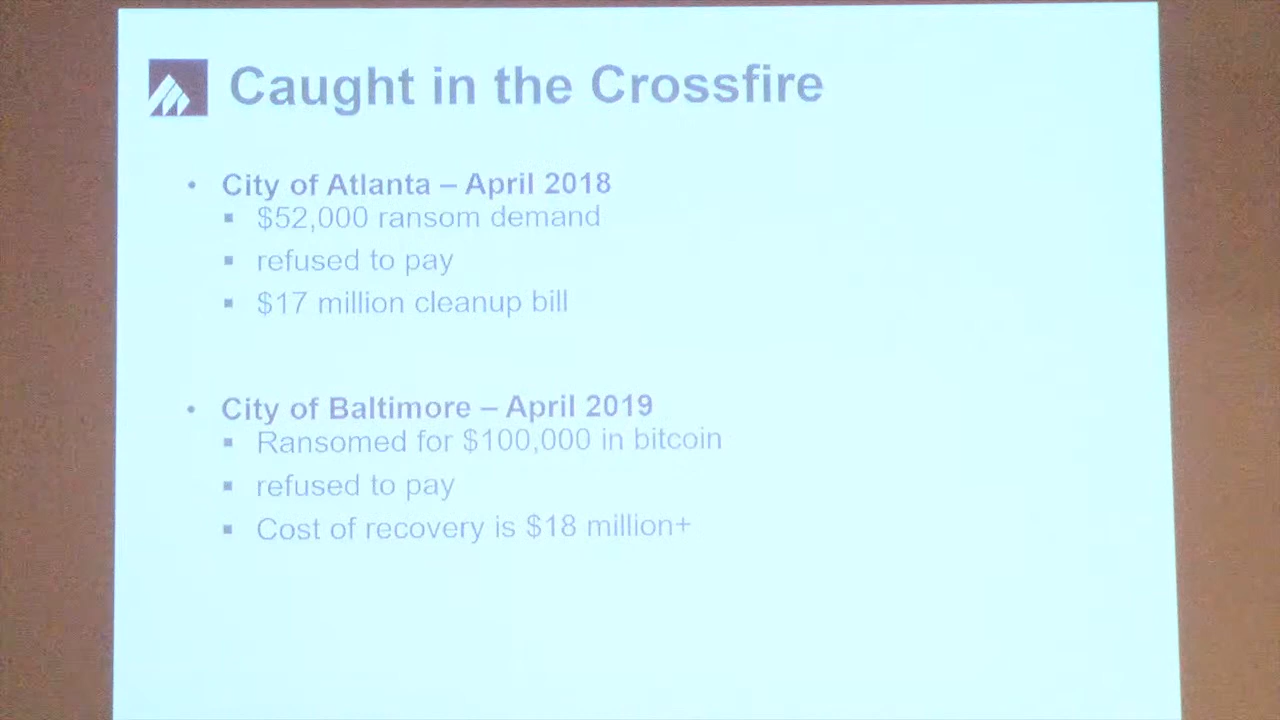 Caught in the Crossfire
• City of Atlanta – April 2018
▪ $52,000 ransom demand
▪ refused to pay
▪ $17 million cleanup bill
• City of Baltimore – April 2019
▪ Ransomed for $100,000 in bitcoin
▪ refused to pay
▪ Cost of recovery is $18 million+